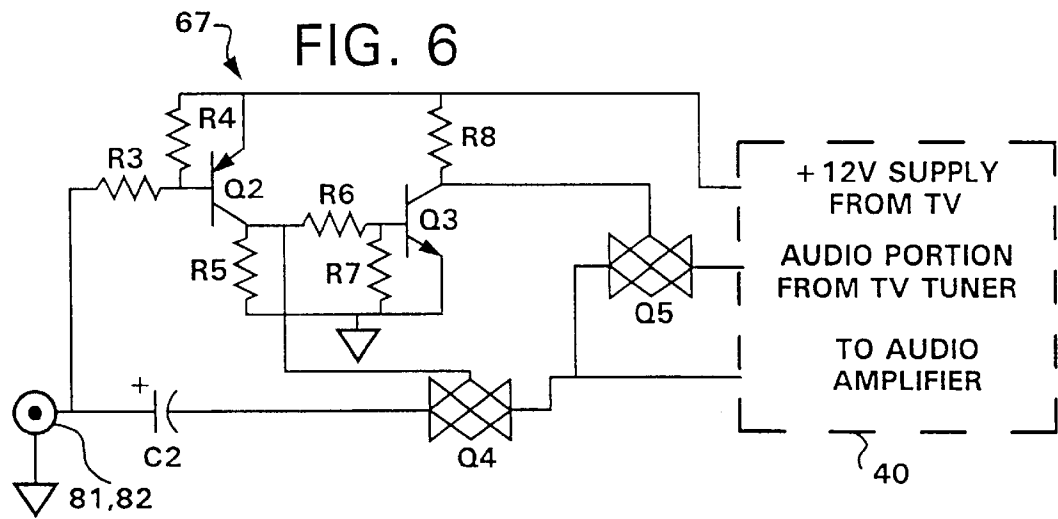 67
FIG. 6
R4
R8
R3
Q2
R6
Q3
R5
R7
+12V SUPPLY
FROM TV
AUDIO PORTION
FROM TV TUNER
Q5
TO AUDIO
AMPLIFIER
+
C2
Q4
81,82
40